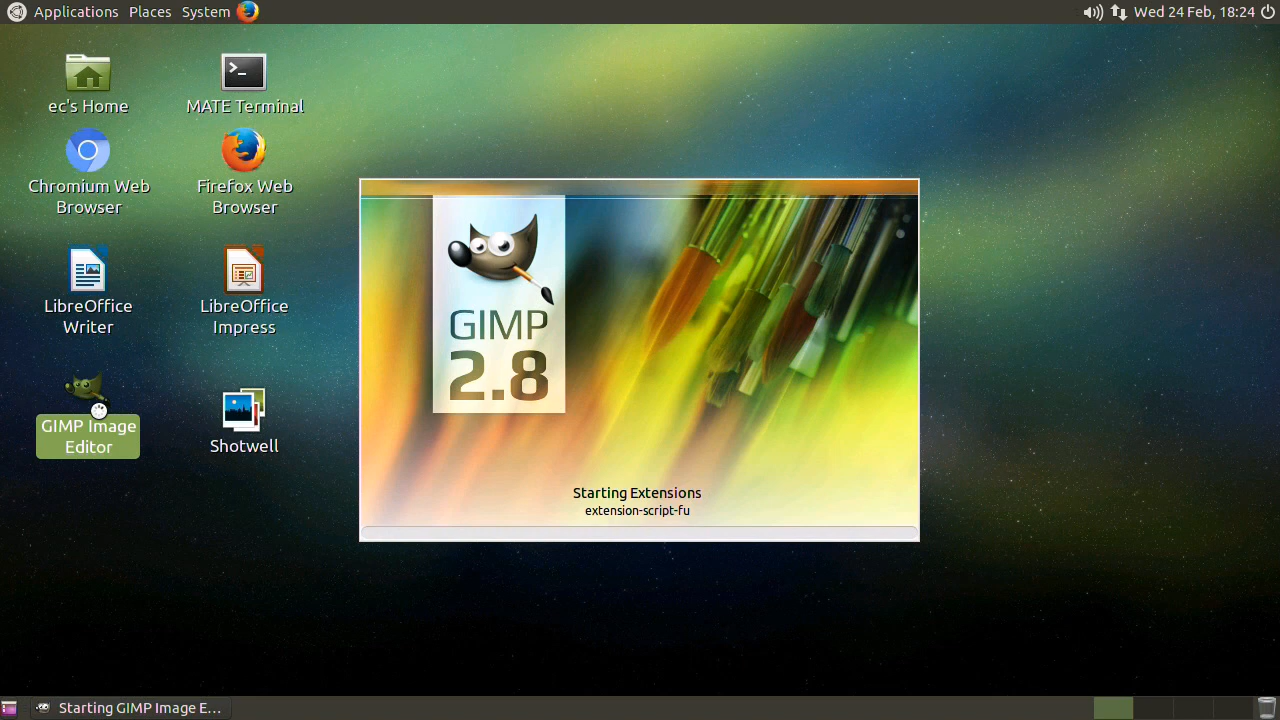 Applications Places System
Wed 24 Feb, 18:24
ec's Home
MATE Terminal
Chromium Web
Browser
Firefox Web
Browser
LibreOffice
Writer
LibreOffice
Impress
GIMP Image
Editor
Shotwell
GIMP
2.8
Starting Extensions
extension-script-fu
Starting GIMP Image E...